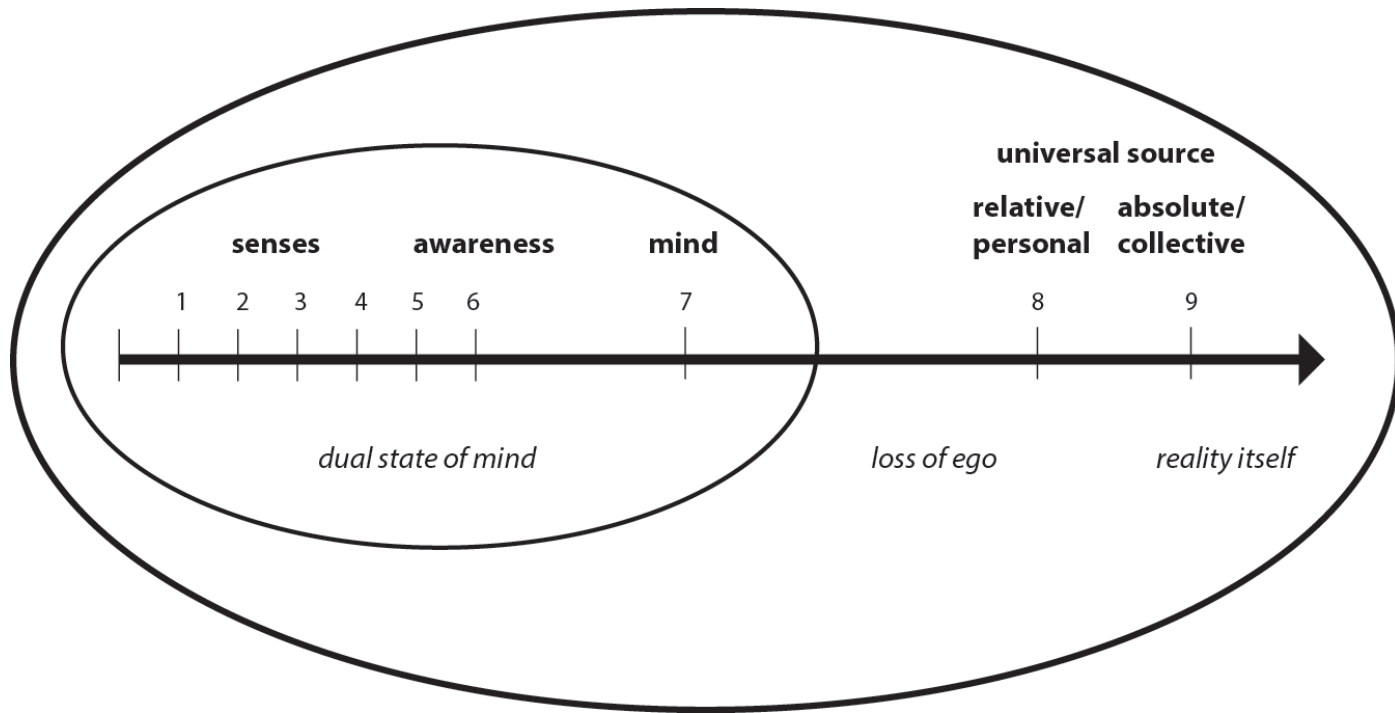 universal source
relative/ absolute/
senses awareness mind personal collective
1 2 3 4 5 6 7 8 9
dual state of mind loss of ego reality itself